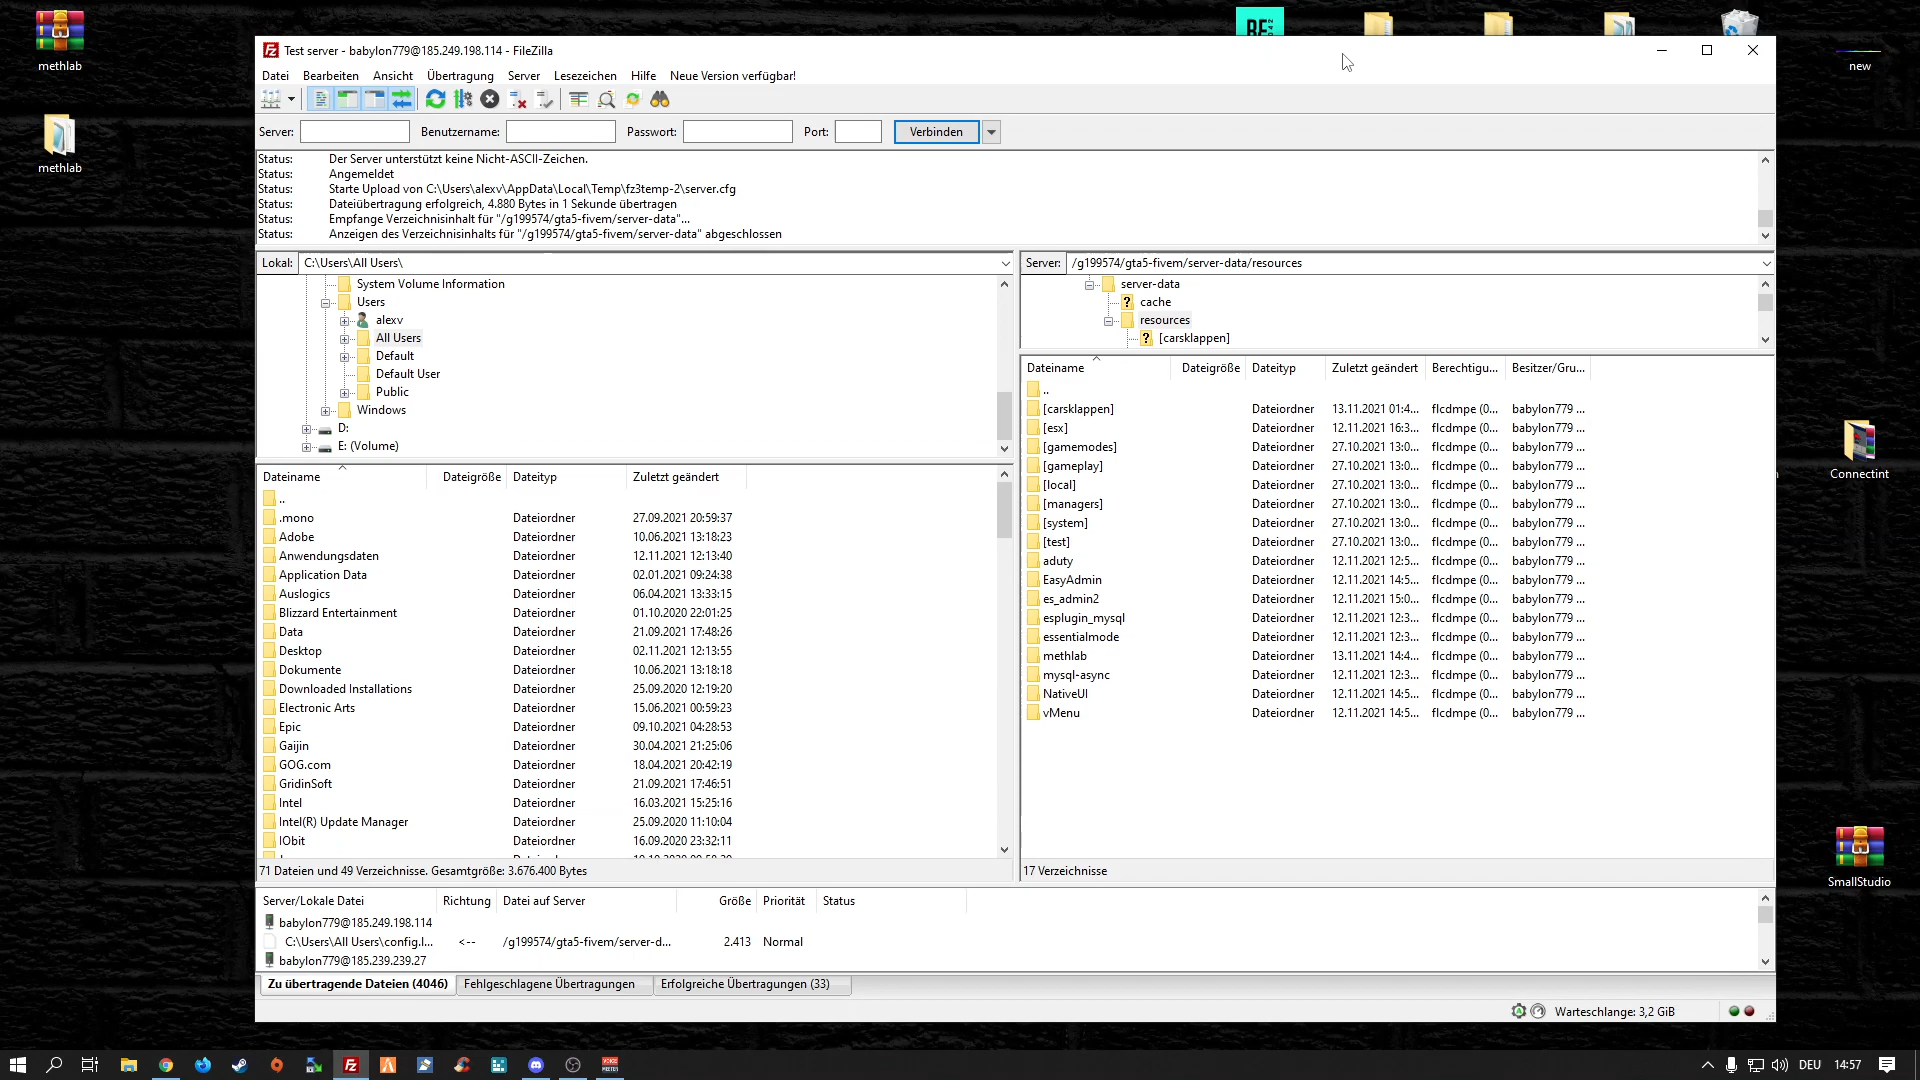 methlab
methlab
new
Connectint
SmallStudio
Test server - babylon779@185.249.198.114 - FileZilla
Datei Bearbeiten Ansicht Übertragung Server Lesezeichen Hilfe Neue Version verfügbar!
Server: Benutzername: Passwort: Port: Verbinden
Status: Der Server unterstützt keine Nicht-ASCII-Zeichen.
Status: Angemeldet
Status: Starte Upload von C:\Users\alexv\AppData\Local\Temp\fz3temp-2\server.cfg
Status: Dateiübertragung erfolgreich, 4.880 Bytes in 1 Sekunde übertragen
Status: Empfange Verzeichnisinhalt für "/g199574/gta5-fivem/server-data"...
Status: Anzeigen des Verzeichnisinhalts für "/g199574/gta5-fivem/server-data" abgeschlossen
Lokal: C:\Users\All Users\
System Volume Information
Users
alexv
All Users
Default
Default User
Public
Windows
D:
E: (Volume)
Dateiname Dateigröße Dateityp Zuletzt geändert
..
.mono Dateiordner 27.09.2021 20:59:37
Adobe Dateiordner 10.06.2021 13:18:23
Anwendungsdaten Dateiordner 12.11.2021 12:13:40
Application Data Dateiordner 02.01.2021 09:24:38
Auslogics Dateiordner 06.04.2021 13:33:15
Blizzard Entertainment Dateiordner 01.10.2020 22:01:25
Data Dateiordner 21.09.2021 17:48:26
Desktop Dateiordner 02.11.2021 12:13:55
Dokumente Dateiordner 10.06.2021 13:18:18
Downloaded Installations Dateiordner 25.09.2020 12:19:20
Electronic Arts Dateiordner 15.06.2021 00:59:23
Epic Dateiordner 09.10.2021 04:28:53
Gaijin Dateiordner 30.04.2021 21:25:06
GOG.com Dateiordner 18.04.2021 20:42:19
GridinSoft Dateiordner 21.09.2021 17:46:51
Intel Dateiordner 16.03.2021 15:25:16
Intel(R) Update Manager Dateiordner 25.09.2020 11:10:04
IObit Dateiordner 16.09.2020 23:32:11
71 Dateien und 49 Verzeichnisse. Gesamtgröße: 3.676.400 Bytes
Server: /g199574/gta5-fivem/server-data/resources
server-data
cache
resources
[carsklappen]
Dateiname Dateigröße Dateityp Zuletzt geändert Berechtigu... Besitzer/Gru...
..
[carsklappen] Dateiordner 13.11.2021 01:4... flcdmpe (0... babylon779 ...
[esx] Dateiordner 12.11.2021 16:3... flcdmpe (0... babylon779 ...
[gamemodes] Dateiordner 27.10.2021 13:0... flcdmpe (0... babylon779 ...
[gameplay] Dateiordner 27.10.2021 13:0... flcdmpe (0... babylon779 ...
[local] Dateiordner 27.10.2021 13:0... flcdmpe (0... babylon779 ...
[managers] Dateiordner 27.10.2021 13:0... flcdmpe (0... babylon779 ...
[system] Dateiordner 27.10.2021 13:0... flcdmpe (0... babylon779 ...
[test] Dateiordner 27.10.2021 13:0... flcdmpe (0... babylon779 ...
aduty Dateiordner 12.11.2021 12:5... flcdmpe (0... babylon779 ...
EasyAdmin Dateiordner 12.11.2021 14:5... flcdmpe (0... babylon779 ...
es_admin2 Dateiordner 12.11.2021 15:0... flcdmpe (0... babylon779 ...
esplugin_mysql Dateiordner 12.11.2021 12:3... flcdmpe (0... babylon779 ...
essentialmode Dateiordner 12.11.2021 12:3... flcdmpe (0... babylon779 ...
methlab Dateiordner 13.11.2021 14:4... flcdmpe (0... babylon779 ...
mysql-async Dateiordner 12.11.2021 12:3... flcdmpe (0... babylon779 ...
NativeUI Dateiordner 12.11.2021 14:5... flcdmpe (0... babylon779 ...
vMenu Dateiordner 12.11.2021 14:5... flcdmpe (0... babylon779 ...
17 Verzeichnisse
Server/Lokale Datei Richtung Datei auf Server Größe Priorität Status
babylon779@185.249.198.114
C:\Users\All Users\config.l... <-- /g199574/gta5-fivem/server-d... 2.413 Normal
babylon779@185.239.239.27
Zu übertragende Dateien (4046) Fehlgeschlagene Übertragungen Erfolgreiche Übertragungen (33)
Warteschlange: 3,2 GiB
DEU 14:57